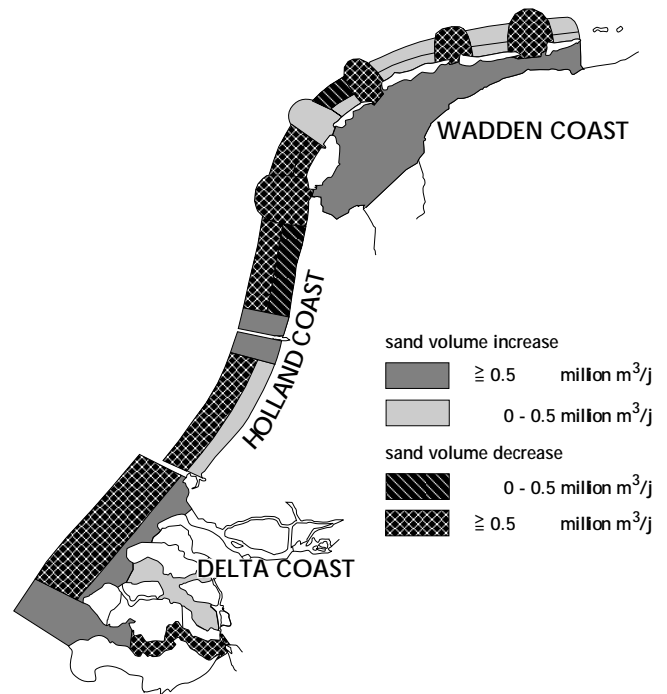 WADDEN COAST
HOLLAND COAST
sand volume increase
≧ 0.5 million m³/j
0 - 0.5 million m³/j
sand volume decrease
0 - 0.5 million m³/j
≧ 0.5 million m³/j
DELTA COAST